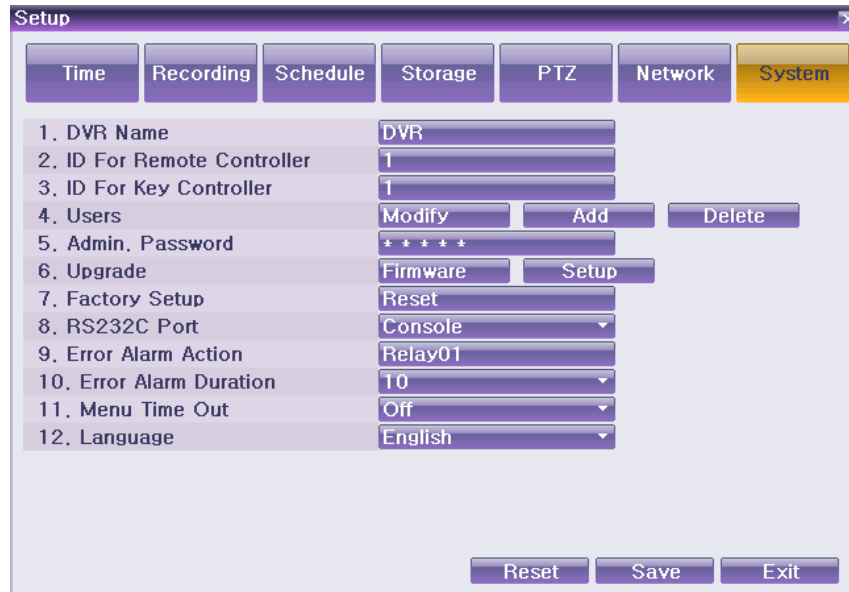 Setup
Time Recording Schedule Storage PTZ Network System
1. DVR Name DVR
2. ID For Remote Controller 1
3. ID For Key Controller 1
4. Users Modify Add Delete
5. Admin. Password * * * * *
6. Upgrade Firmware Setup
7. Factory Setup Reset
8. RS232C Port Console
9. Error Alarm Action Relay01
10. Error Alarm Duration 10
11. Menu Time Out Off
12. Language English
Reset Save Exit